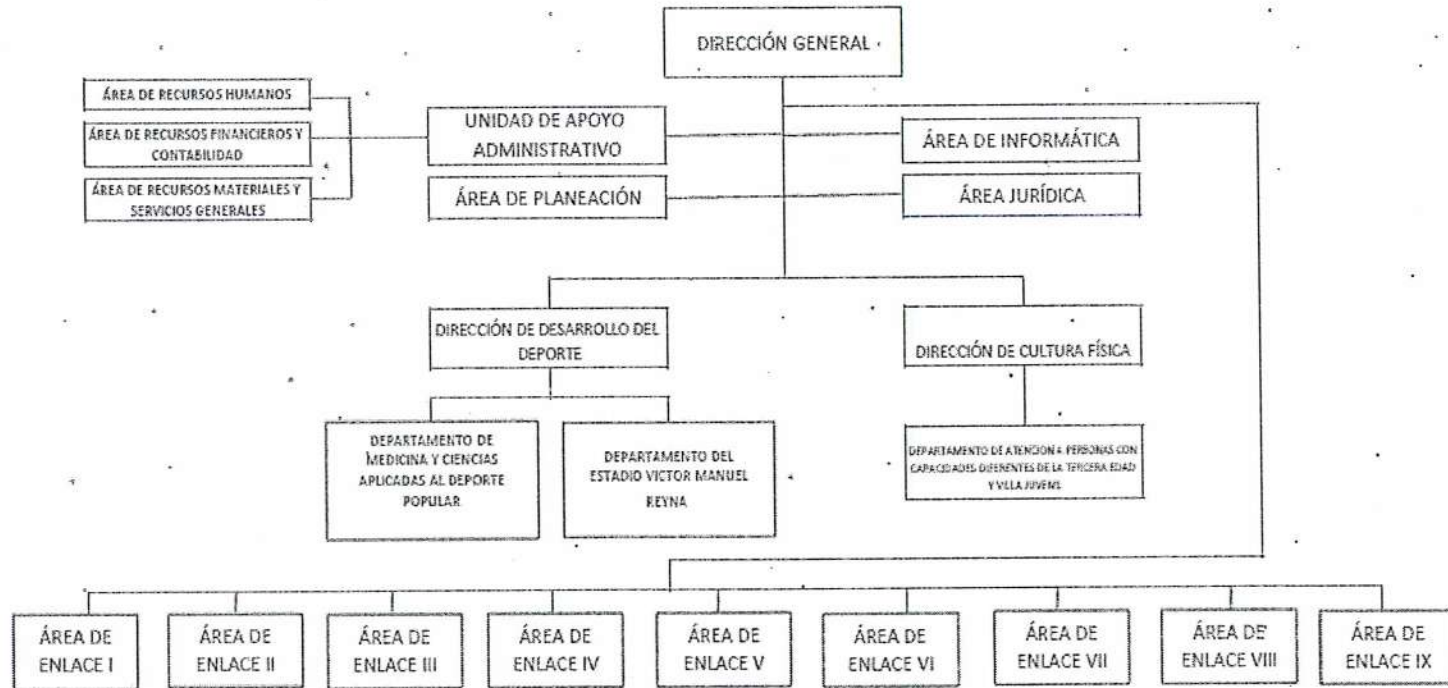 DIRECCIÓN GENERAL
ÁREA DE RECURSOS HUMANOS
ÁREA DE RECURSOS FINANCIEROS Y
CONTABILIDAD
ÁREA DE RECURSOS MATERIALES Y
SERVICIOS GENERALES
UNIDAD DE APOYO
ADMINISTRATIVO
ÁREA DE INFORMÁTICA
ÁREA DE PLANEACIÓN
ÁREA JURÍDICA
DIRECCIÓN DE DESARROLLO DEL
DEPORTE
DIRECCIÓN DE CULTURA FÍSICA
DEPARTAMENTO DE
MEDICINA Y CIENCIAS
APLICADAS AL DEPORTE
POPULAR
DEPARTAMENTO DEL
ESTADIO VICTOR MANUEL
REYNA
DEPARTAMENTO DE ATENCION A PERSONAS CON
CAPACIDADES DIFERENTES DE LA TERCERA EDAD
Y VILLA JUVENIL
ÁREA DE
ENLACE I
ÁREA DE
ENLACE II
ÁREA DE
ENLACE III
ÁREA DE
ENLACE IV
ÁREA DE
ENLACE V
ÁREA DE
ENLACE VI
ÁREA DE
ENLACE VII
ÁREA DE
ENLACE VIII
ÁREA DE
ENLACE IX